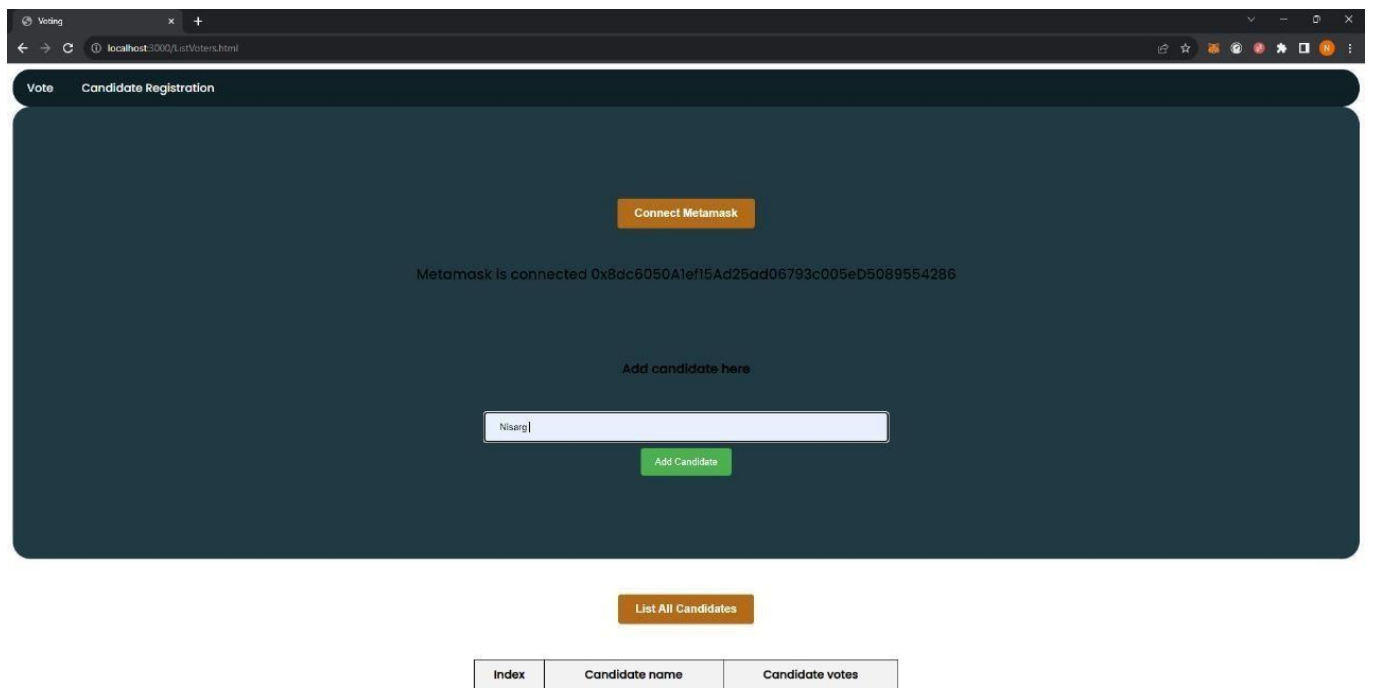 Voting
localhost:3000/ListVoters.html
N
Vote Candidate Registration
Connect Metamask
Metamask is connected 0x8dc6050A1ef15Ad25ad06793c005eD5089554286
Add candidate here
Nisarg
Add Candidate
List All Candidates
Index Candidate name Candidate votes